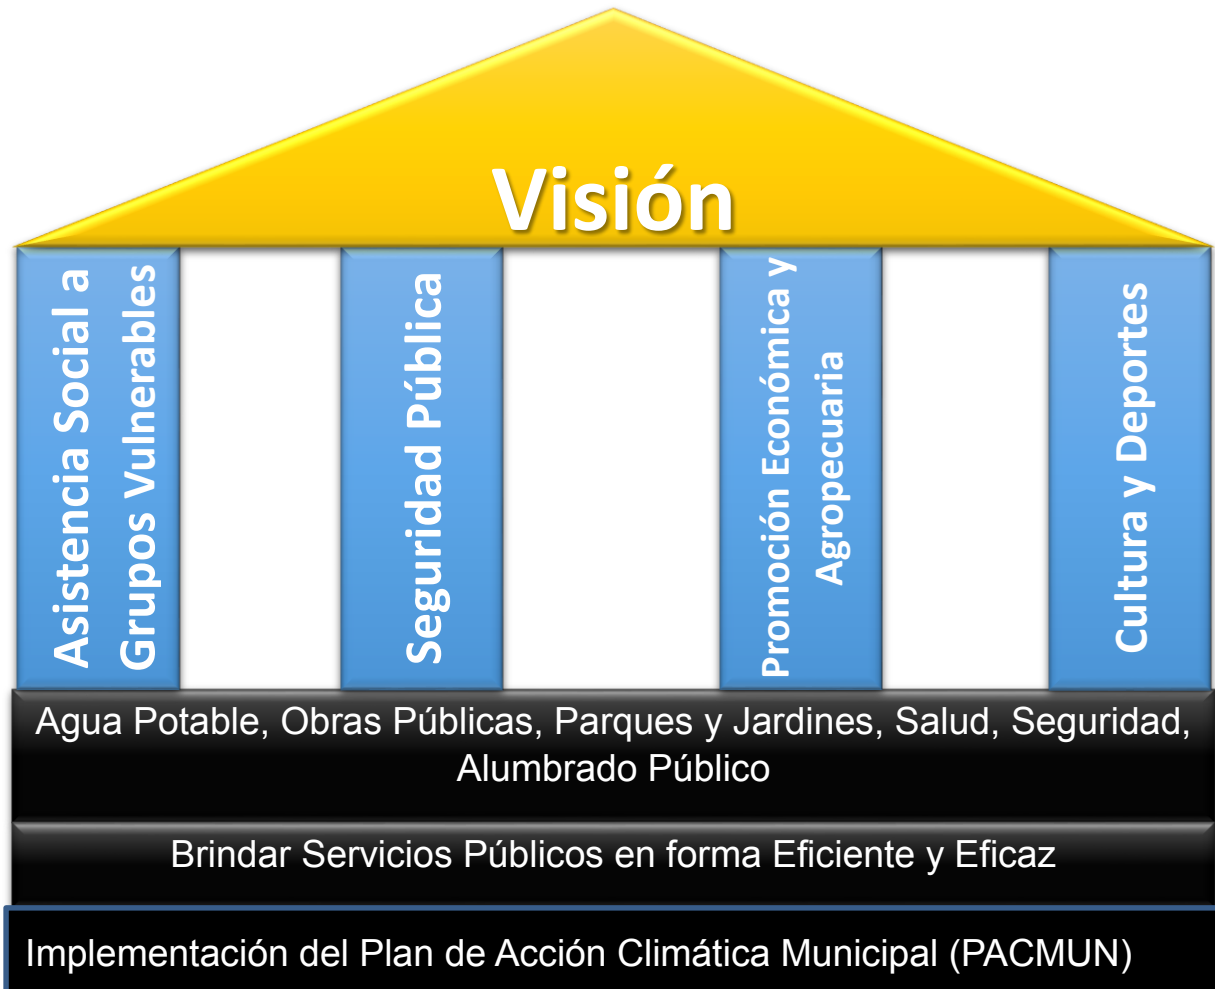 Visión
Asistencia Social a
Grupos Vulnerables
Seguridad Pública
Promoción Económica y
Agropecuaria
Cultura y Deportes
Agua Potable, Obras Públicas, Parques y Jardines, Salud, Seguridad,
Alumbrado Público
Brindar Servicios Públicos en forma Eficiente y Eficaz
Implementación del Plan de Acción Climática Municipal (PACMUN)